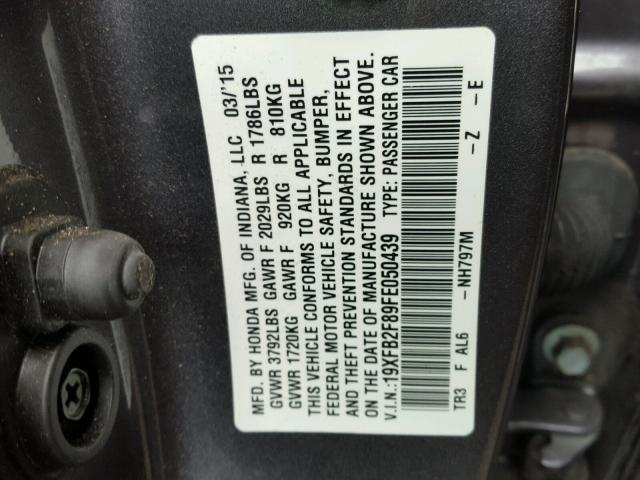 MFD. BY HONDA MFG. OF INDIANA, LLC 03/'15
GVWR 3792LBS GAWR F 2029LBS R 1786LBS
GVWR 1720KG GAWR F 920KG R 810KG
THIS VEHICLE CONFORMS TO ALL APPLICABLE
FEDERAL MOTOR VEHICLE SAFETY, BUMPER,
AND THEFT PREVENTION STANDARDS IN EFFECT
ON THE DATE OF MANUFACTURE SHOWN ABOVE.
V.I.N.:19XFB2F89FE050439 TYPE: PASSENGER CAR
TR3 F AL6 -NH797M -Z -E